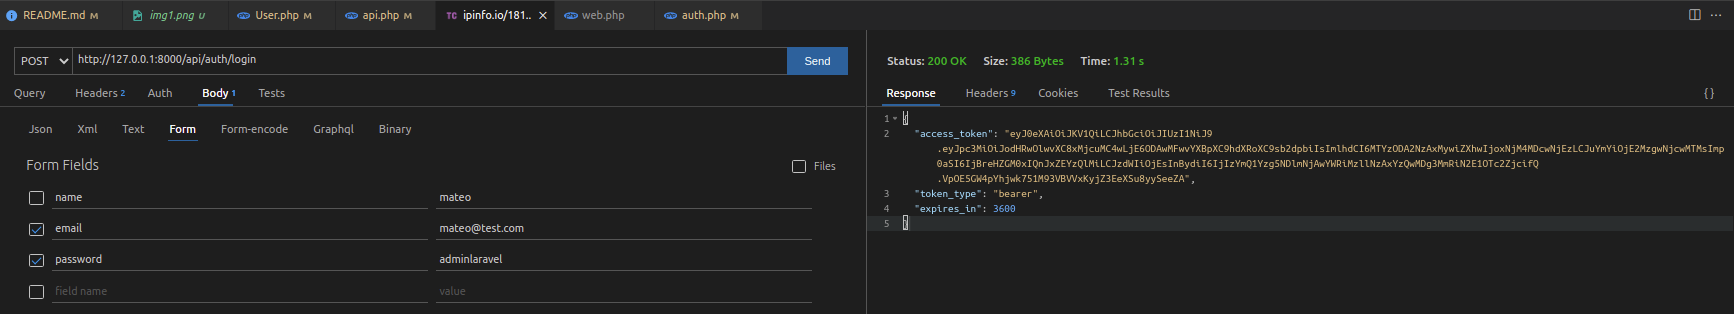 README.md M img1.png U User.php M api.php M TC ipinfo.io/181.. × web.php auth.php M ...
POST http://127.0.0.1:8000/api/auth/login Send
Status: 200 OK Size: 386 Bytes Time: 1.31 s
Query Headers 2 Auth Body 1 Tests
Response Headers 9 Cookies Test Results { }
Json Xml Text Form Form-encode Graphql Binary
Form Fields Files
name mateo
email mateo@test.com
password adminlaravel
field name value
1 {
2 "access_token": "eyJ0eXAiOiJKV1QiLCJhbGciOiJIUzI1NiJ9
3 "token_type": "bearer",
4 "expires_in": 3600
5 }